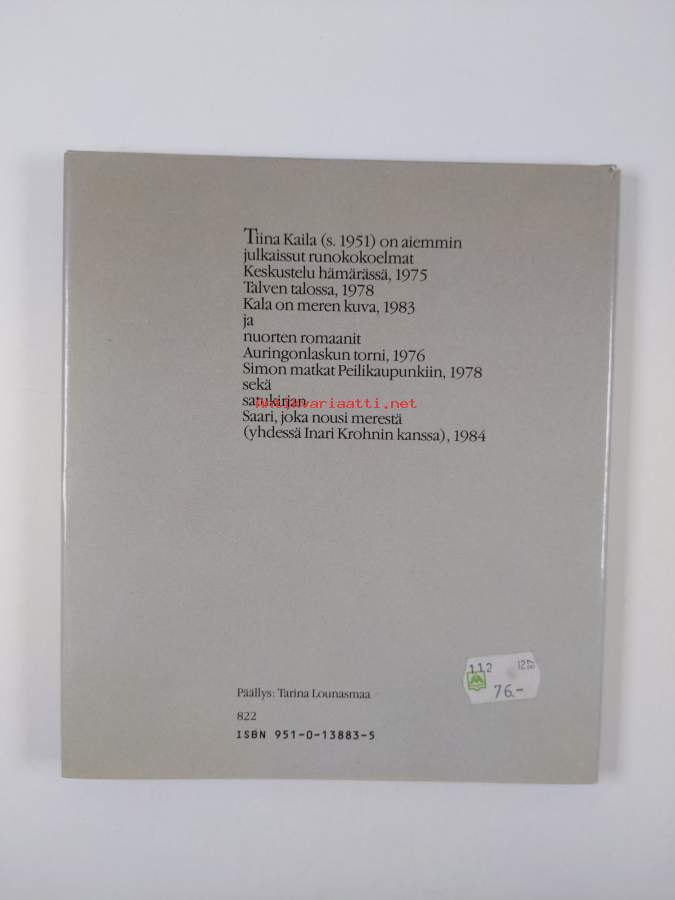 Tiina Kaila (s. 1951) on aiemmin
julkaissut runokokoelmat
Keskustelu hämärässä, 1975
Talven talossa, 1978
Kala on meren kuva, 1983
ja
nuorten romaanit
Auringonlaskun torni, 1976
Simon matkat Peilikaupunkiin, 1978
sekä
satukirjan
Saari, joka nousi merestä
(yhdessä Inari Krohnin kanssa), 1984
Päällys: Tarina Lounasmaa
822
ISBN 951-0-13883-5
112
76.-